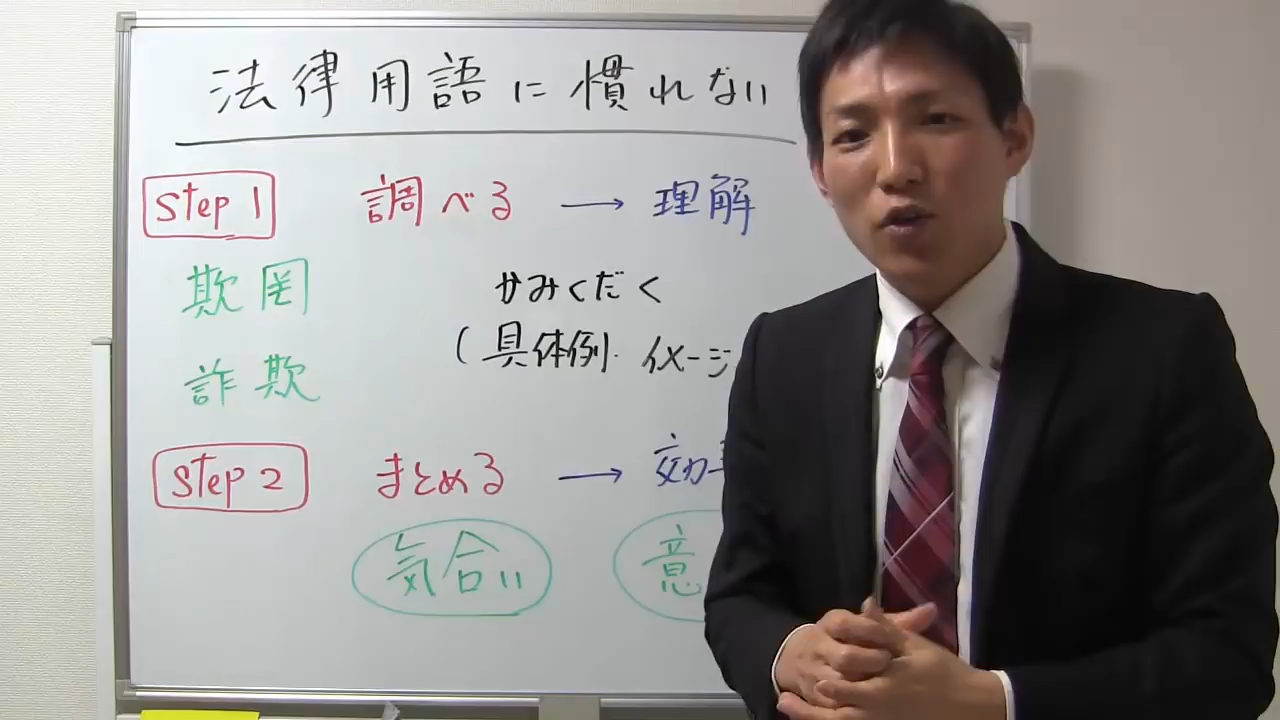 法律用語に慣れない
Step 1 調べる → 理解
欺罔 かみくだく
(具体例. イメージ
詐欺
Step 2 まとめる → 効率
気合い 意